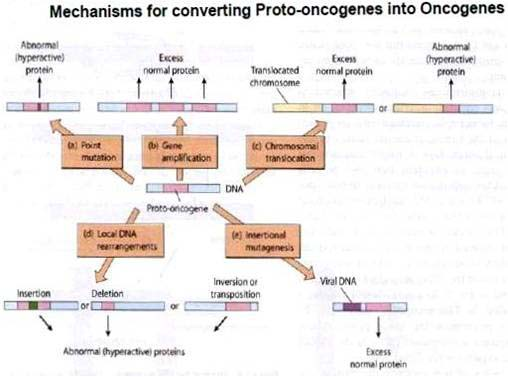 Mechanisms for converting Proto-oncogenes into Oncogenes
Abnormal
(hyperactive)
protein
Excess
normal protein
Translocated
chromosome
Excess
normal protein
or
Abnormal
(hyperactive)
protein
(a) Point
mutation
(b) Gene
amplification
(c) Chromosomal
translocation
DNA
Proto-oncogene
(d) Local DNA
rearrangements
(e) Insertional
mutagenesis
Insertion
or
Deletion
or
Inversion or
transposition
Viral DNA
Abnormal (hyperactive) proteins
Excess
normal protein